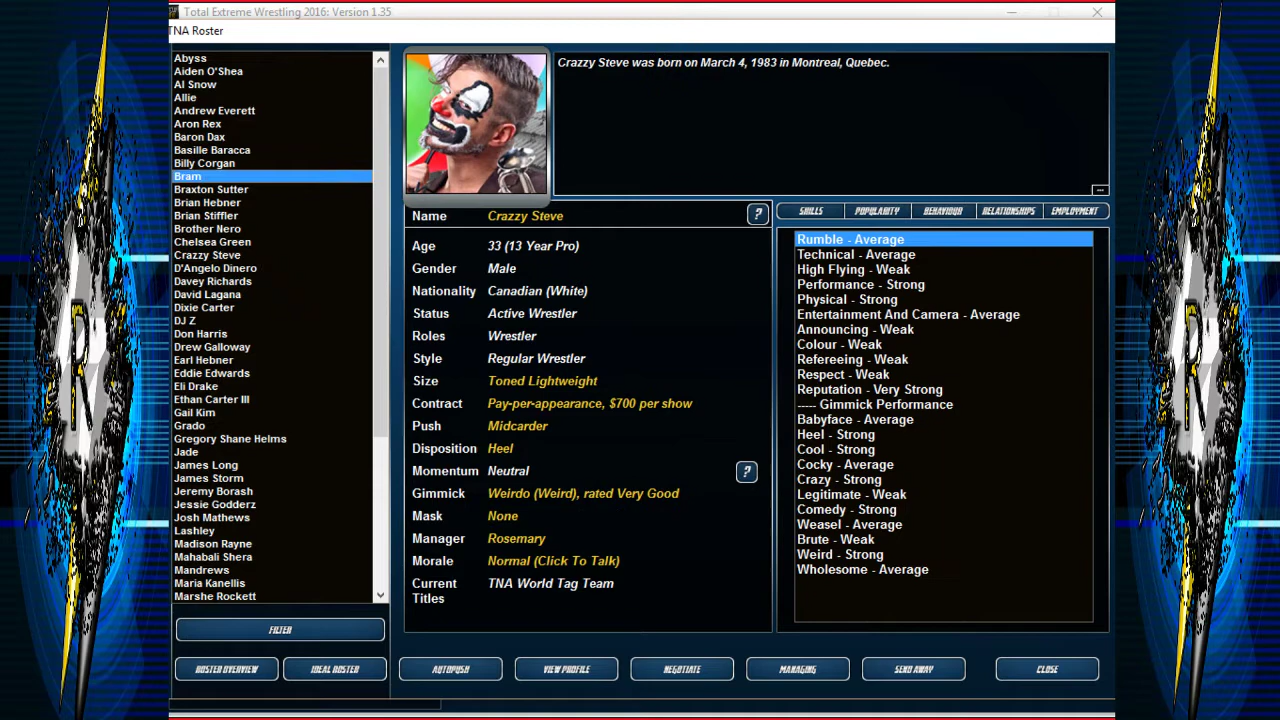 Total Extreme Wrestling 2016: Version 1.35
TNA Roster
Abyss
Aiden O'Shea
Al Snow
Allie
Andrew Everett
Aron Rex
Baron Dax
Basille Baracca
Billy Corgan
Bram
Braxton Sutter
Brian Hebner
Brian Stiffler
Brother Nero
Chelsea Green
Crazzy Steve
D'Angelo Dinero
Davey Richards
David Lagana
Dixie Carter
DJ Z
Don Harris
Drew Galloway
Earl Hebner
Eddie Edwards
Eli Drake
Ethan Carter III
Gail Kim
Grado
Gregory Shane Helms
Jade
James Long
James Storm
Jeremy Borash
Jessie Godderz
Josh Mathews
Lashley
Madison Rayne
Mahabali Shera
Mandrews
Maria Kanellis
Marshe Rockett
FILTER
ROSTER OVERVIEW IDEAL ROSTER
Crazzy Steve was born on March 4, 1983 in Montreal, Quebec.
...
Name Crazzy Steve ?
Age 33 (13 Year Pro)
Gender Male
Nationality Canadian (White)
Status Active Wrestler
Roles Wrestler
Style Regular Wrestler
Size Toned Lightweight
Contract Pay-per-appearance, $700 per show
Push Midcarder
Disposition Heel
Momentum Neutral ?
Gimmick Weirdo (Weird), rated Very Good
Mask None
Manager Rosemary
Morale Normal (Click To Talk)
Current TNA World Tag Team
Titles
SKILLS POPULARITY BEHAVIOUR RELATIONSHIPS EMPLOYMENT
Rumble - Average
Technical - Average
High Flying - Weak
Performance - Strong
Physical - Strong
Entertainment And Camera - Average
Announcing - Weak
Colour - Weak
Refereeing - Weak
Respect - Weak
Reputation - Very Strong
----- Gimmick Performance
Babyface - Average
Heel - Strong
Cool - Strong
Cocky - Average
Crazy - Strong
Legitimate - Weak
Comedy - Strong
Weasel - Average
Brute - Weak
Weird - Strong
Wholesome - Average
AUTOPUSH VIEW PROFILE NEGOTIATE MANAGING SEND AWAY CLOSE
R
R